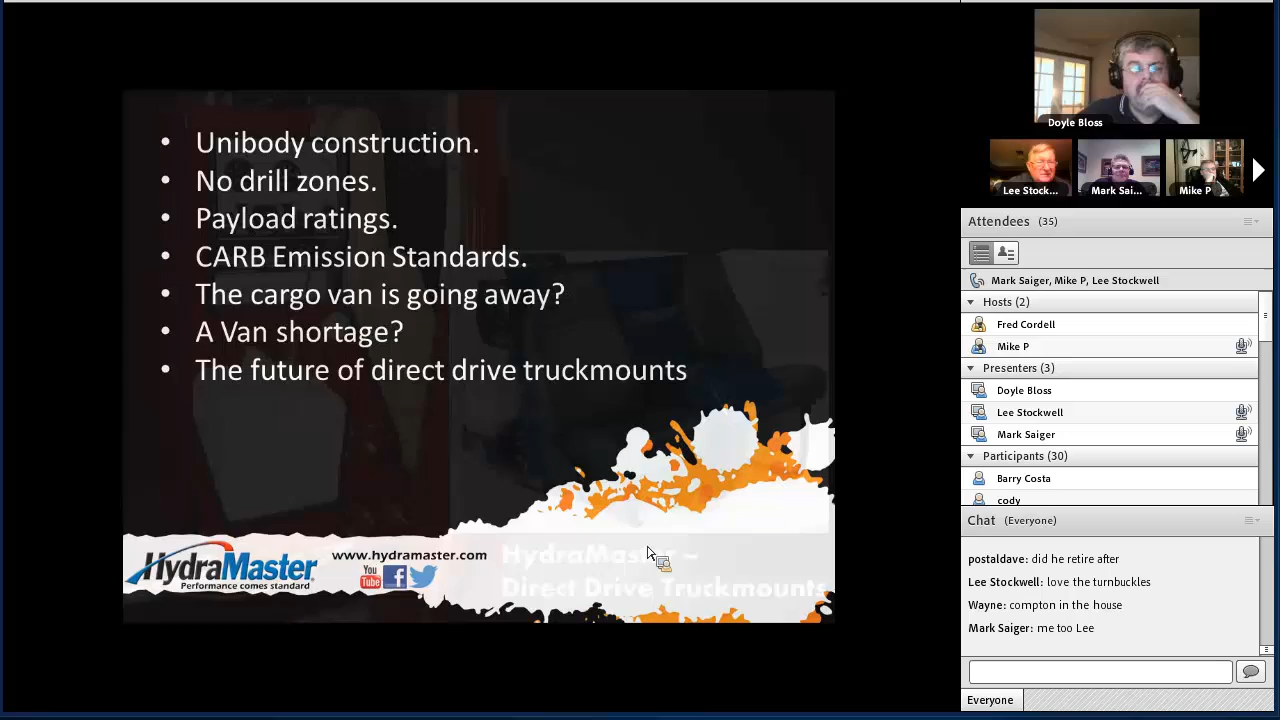 • Unibody construction.
• No drill zones.
• Payload ratings.
• CARB Emission Standards.
• The cargo van is going away?
• A Van shortage?
• The future of direct drive truckmounts
HydraMaster
Performance comes standard
www.hydramaster.com
You Tube
HydraMaster –
Direct Drive Truckmounts
Doyle Bloss
Lee Stock...
Mark Sai...
Mike P
Attendees (35)
Mark Saiger, Mike P, Lee Stockwell
Hosts (2)
Fred Cordell
Mike P
Presenters (3)
Doyle Bloss
Lee Stockwell
Mark Saiger
Participants (30)
Barry Costa
cody
Chat (Everyone)
postaldave: did he retire after
Lee Stockwell: love the turnbuckles
Wayne: compton in the house
Mark Saiger: me too Lee
Everyone